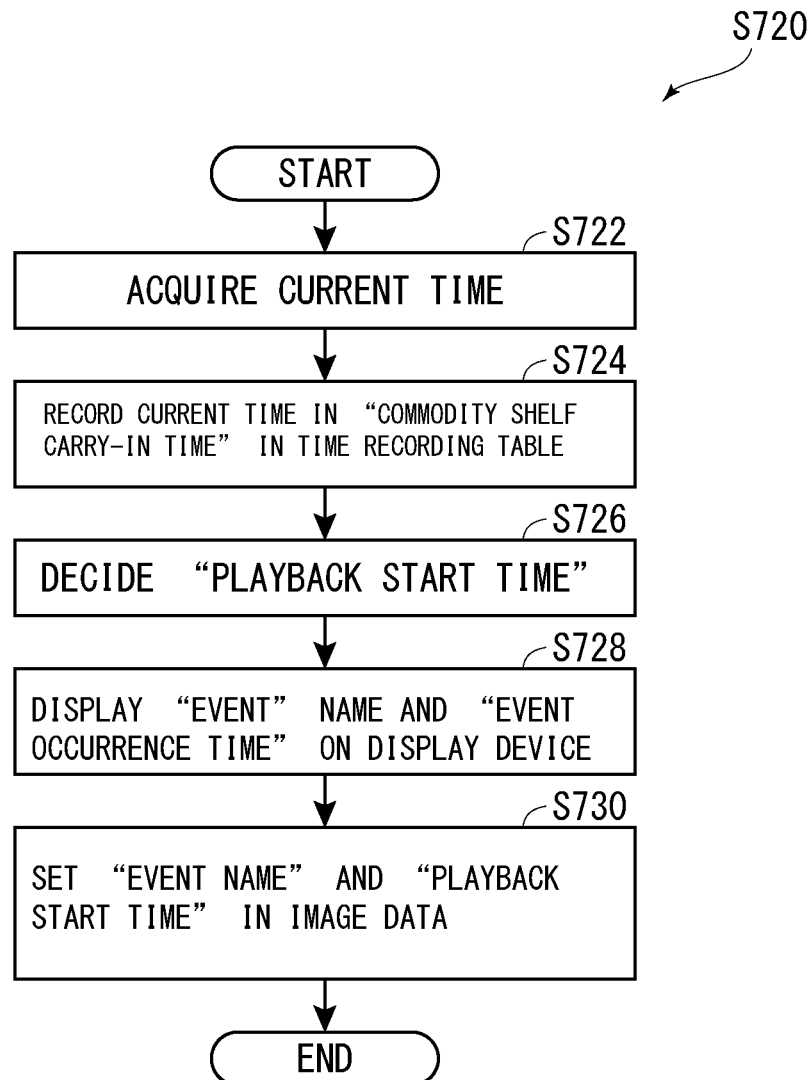 S720
START
S722
ACQUIRE CURRENT TIME
S724
RECORD CURRENT TIME IN “COMMODITY SHELF
CARRY-IN TIME” IN TIME RECORDING TABLE
S726
DECIDE “PLAYBACK START TIME”
S728
DISPLAY “EVENT” NAME AND “EVENT
OCCURRENCE TIME” ON DISPLAY DEVICE
S730
SET “EVENT NAME” AND “PLAYBACK
START TIME” IN IMAGE DATA
END